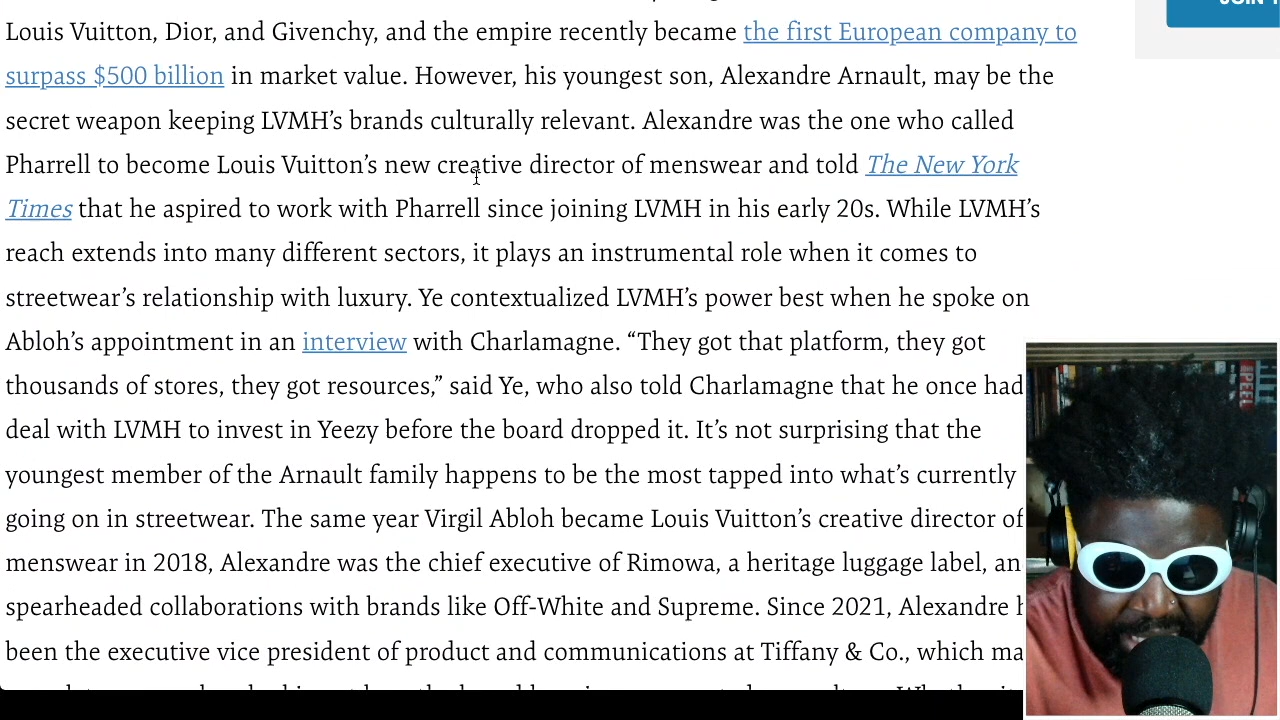 JOIN
Louis Vuitton, Dior, and Givenchy, and the empire recently became the first European company to
surpass $500 billion in market value. However, his youngest son, Alexandre Arnault, may be the
secret weapon keeping LVMH’s brands culturally relevant. Alexandre was the one who called
Pharrell to become Louis Vuitton’s new creative director of menswear and told The New York
Times that he aspired to work with Pharrell since joining LVMH in his early 20s. While LVMH’s
reach extends into many different sectors, it plays an instrumental role when it comes to
streetwear’s relationship with luxury. Ye contextualized LVMH’s power best when he spoke on
Abloh’s appointment in an interview with Charlamagne. “They got that platform, they got
thousands of stores, they got resources,” said Ye, who also told Charlamagne that he once had
deal with LVMH to invest in Yeezy before the board dropped it. It’s not surprising that the
youngest member of the Arnault family happens to be the most tapped into what’s currently
going on in streetwear. The same year Virgil Abloh became Louis Vuitton’s creative director of
menswear in 2018, Alexandre was the chief executive of Rimowa, a heritage luggage label, an
spearheaded collaborations with brands like Off-White and Supreme. Since 2021, Alexandre h
been the executive vice president of product and communications at Tiffany & Co., which ma
SPEED